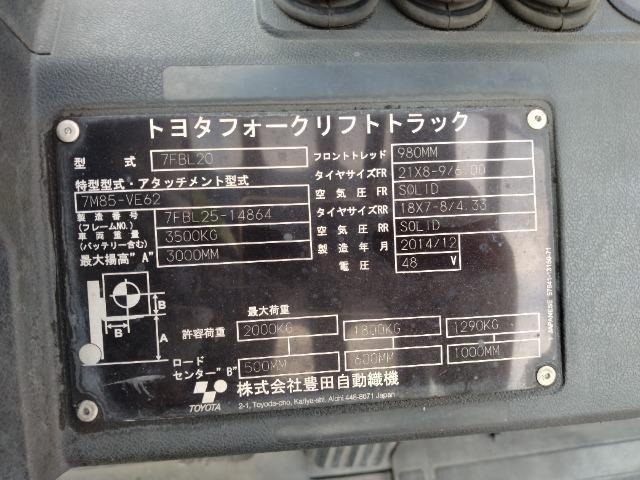 トヨタフォークリフトトラック
型 式 7FBL20
特型型式・アタッチメント型式
7M85-VE62
製造番号 (フレームNO.) 7FBL25-14864
車両重量 (バッテリー含む) 3500KG
最大揚高"A" 3000MM
フロントトレッド 980MM
タイヤサイズFR 21X8-9/6.00
空気圧FR SOLID
タイヤサイズRR 18X7-8/4.33
空気圧RR SOLID
製造年月 2014/12
電圧 48 V
B
B
A
最大荷重
許容荷重 2000KG 1800KG 1290KG
ロードセンター"B" 500MM 600MM 1000MM
TOYOTA
株式会社豊田自動織機
2-1, Toyoda-cho, Kariya-shi, Aichi 448-8671 Japan
JAPANESE